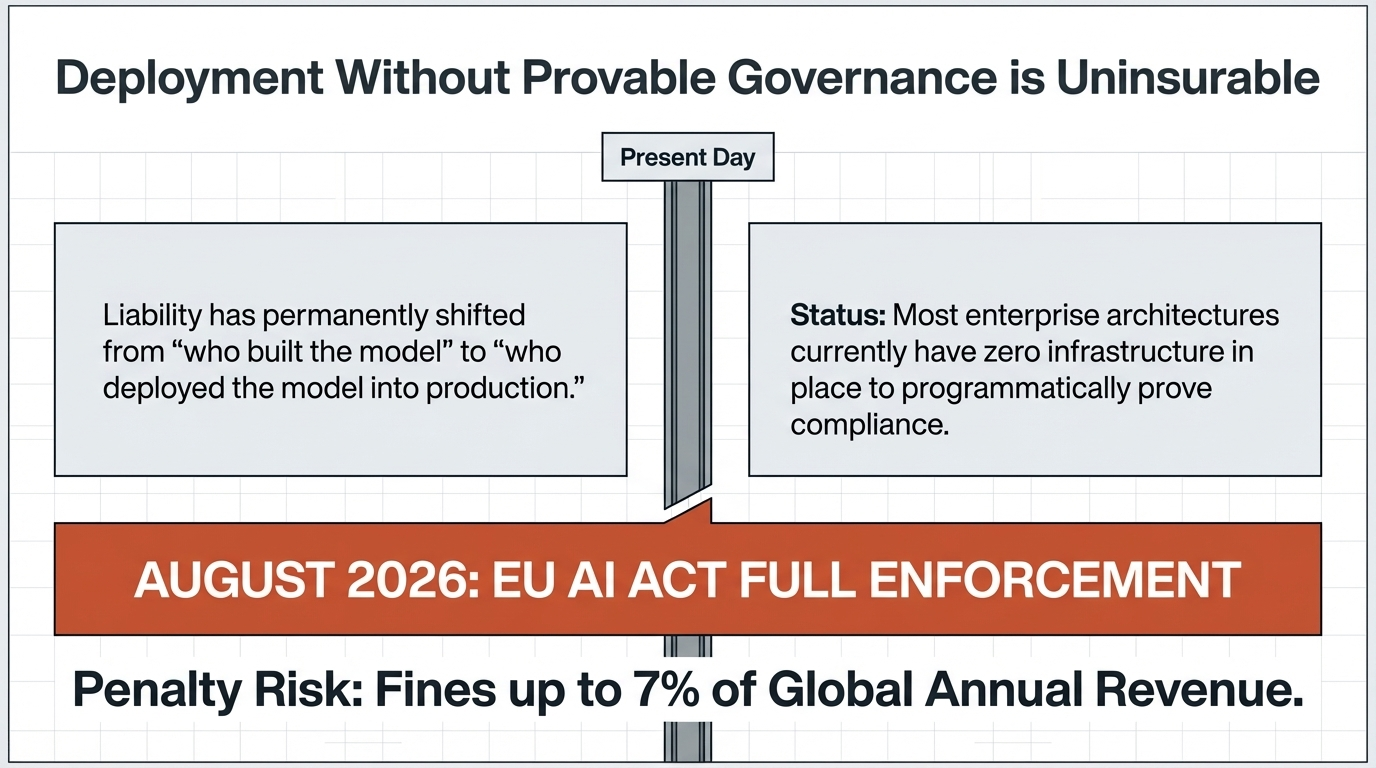 Deployment Without Provable Governance is Uninsurable
Present Day
Liability has permanently shifted
from “who built the model” to “who
deployed the model into production.”
Status: Most enterprise architectures
currently have zero infrastructure in
place to programmatically prove
compliance.
AUGUST 2026: EU AI ACT FULL ENFORCEMENT
Penalty Risk: Fines up to 7% of Global Annual Revenue.